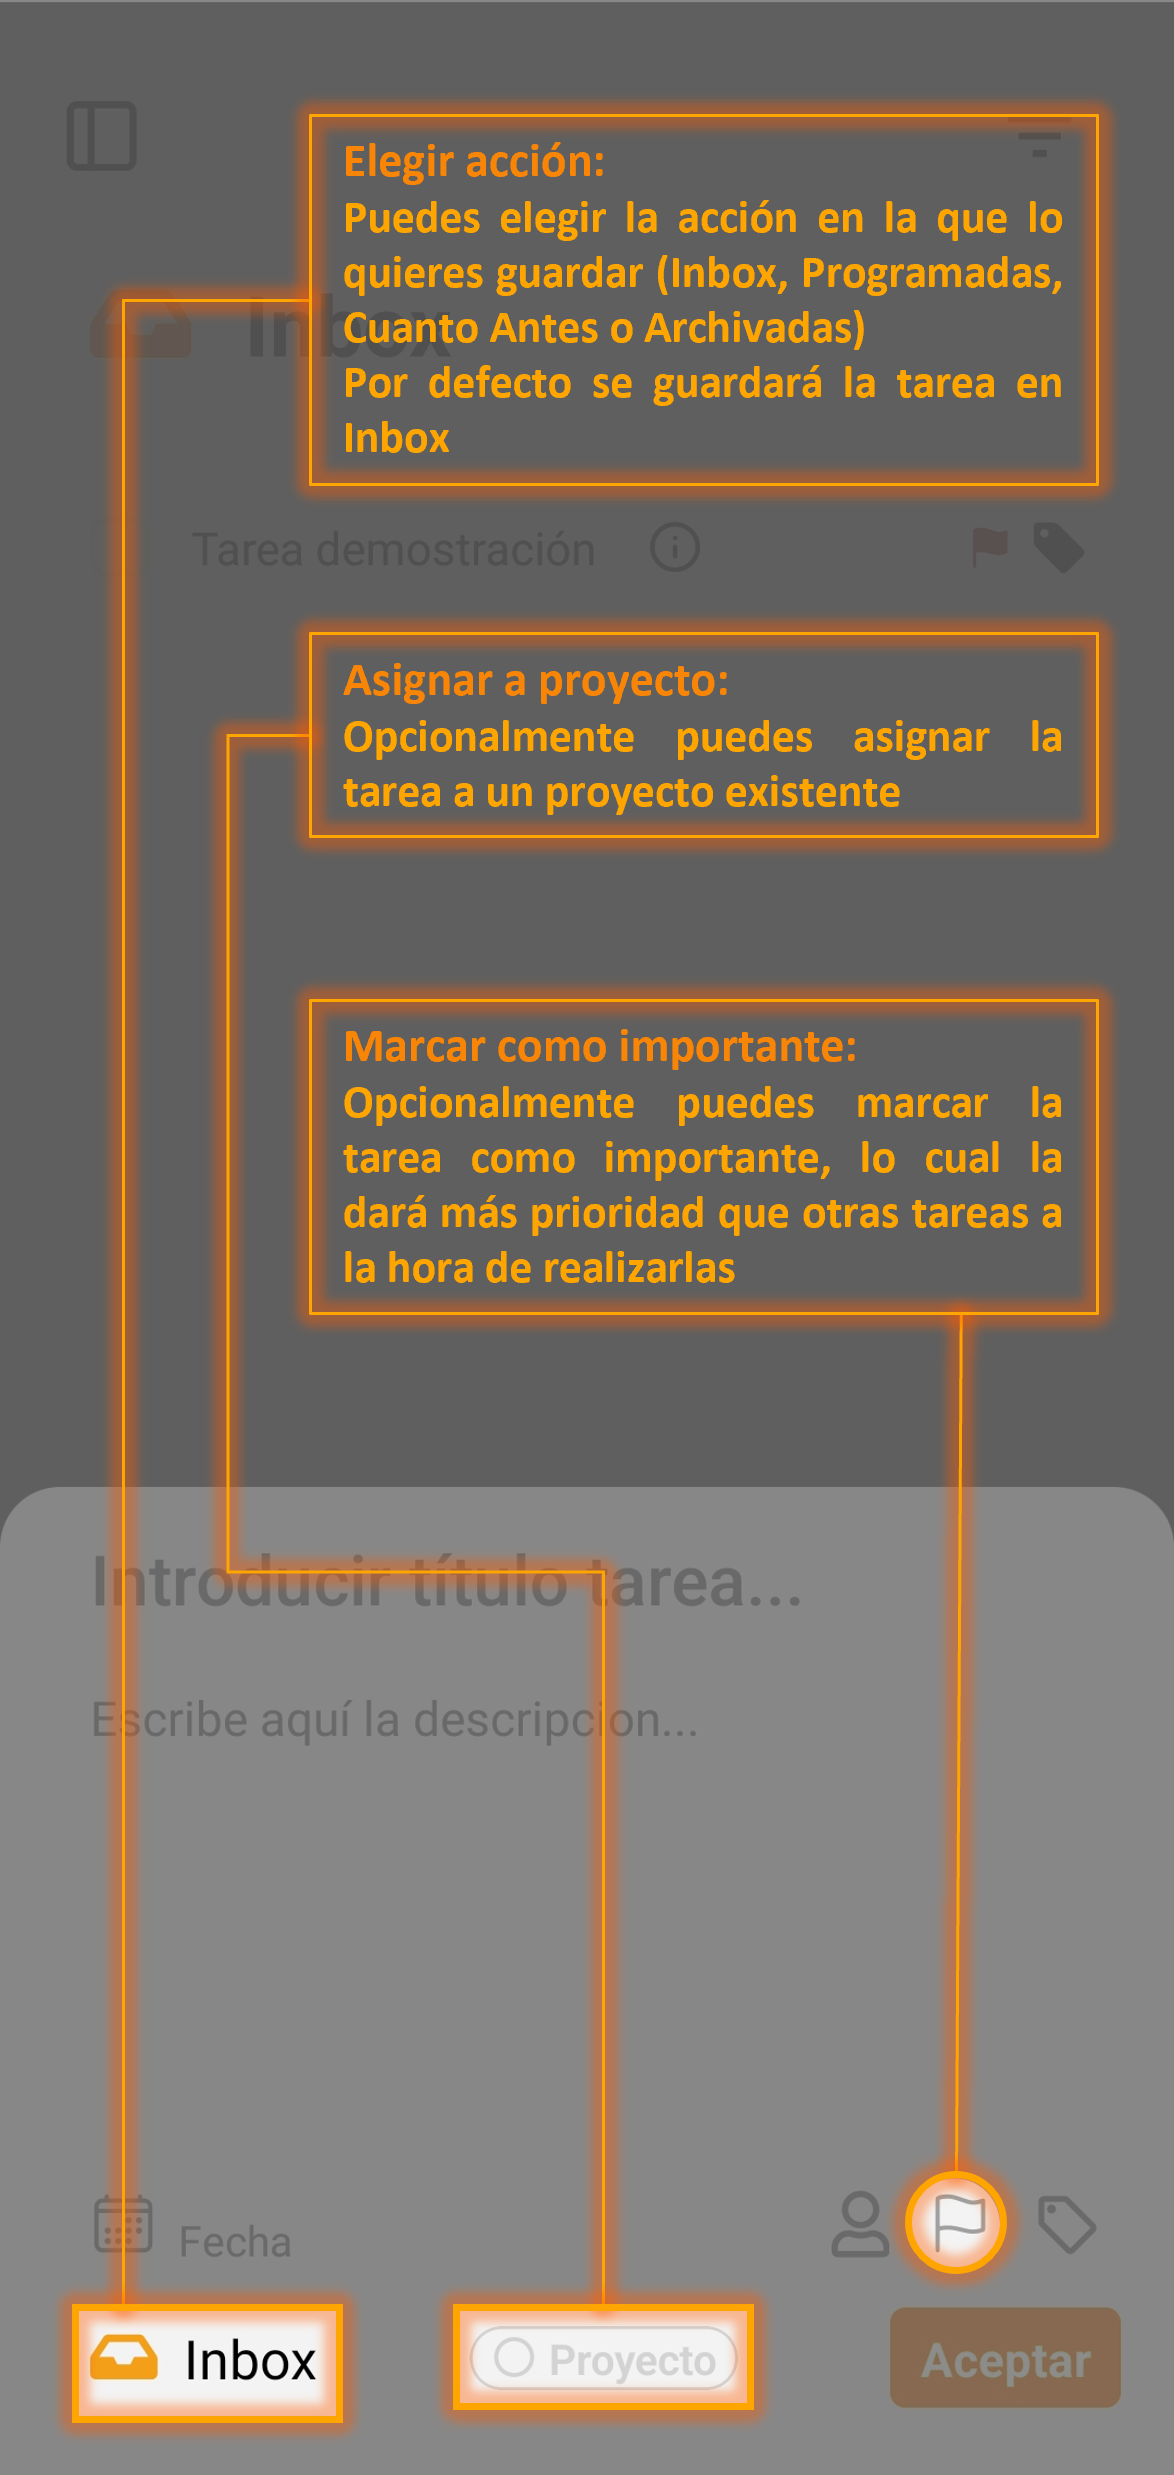 Elegir acción:
Puedes elegir la acción en la que lo
quieres guardar (Inbox, Programadas,
Cuanto Antes o Archivadas)
Por defecto se guardará la tarea en
Inbox
Inbox
Tarea demostración
Asignar a proyecto:
Opcionalmente puedes asignar la
tarea a un proyecto existente
Marcar como importante:
Opcionalmente puedes marcar la
tarea como importante, lo cual la
dará más prioridad que otras tareas a
la hora de realizarlas
Introducir título tarea...
Escribe aquí la descripcion...
Fecha
Inbox
Proyecto
Aceptar